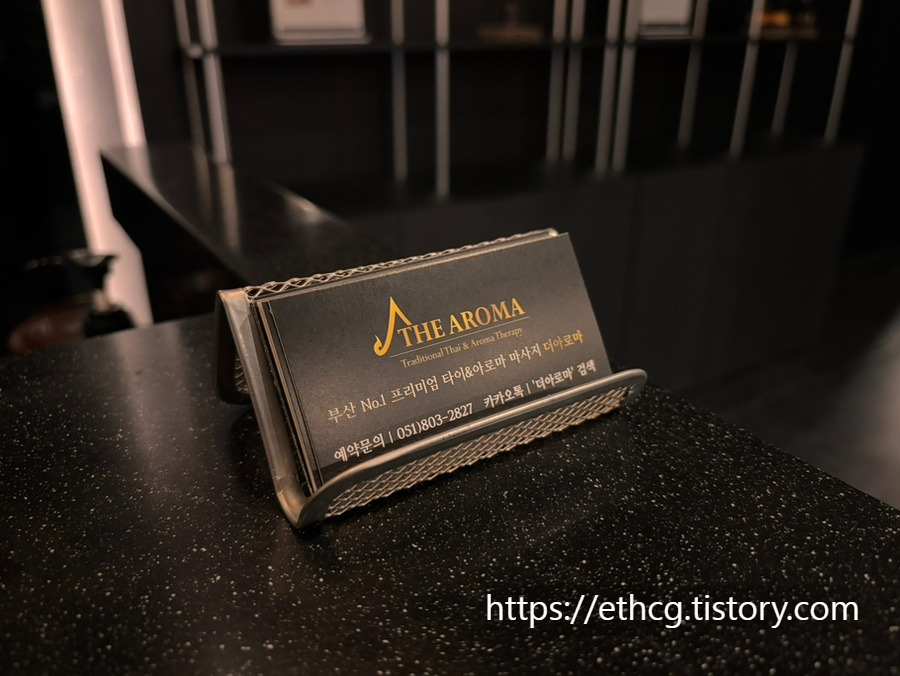 THE AROMA
Traditional Thai & Aroma Therapy
부산 No.1 프리미엄 타이&아로마 마사지 더아로마
예약문의 | 051)803-2827 카카오톡 | '더아로마' 검색
https://ethcg.tistory.com